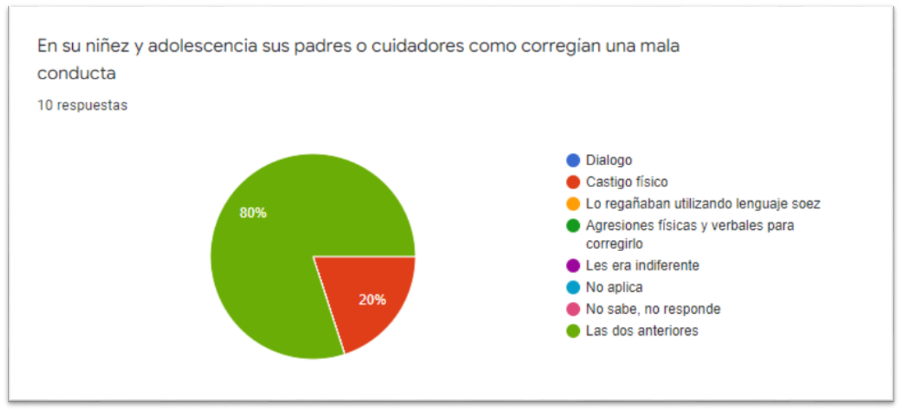 En su niñez y adolescencia sus padres o cuidadores como corregian una mala
conducta
10 respuestas
80%
20%
Dialogo
Castigo físico
Lo regañaban utilizando lenguaje soez
Agresiones físicas y verbales para
corregirlo
Les era indiferente
No aplica
No sabe, no responde
Las dos anteriores